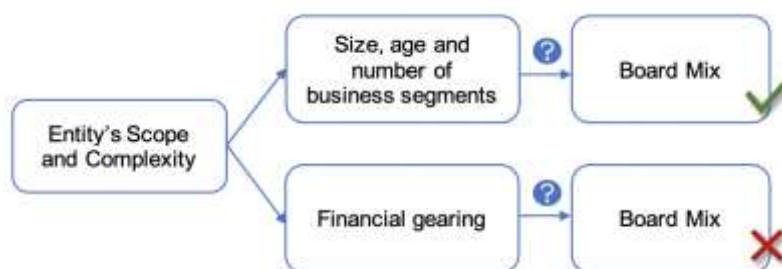 Entity's Scope
and Complexity
Size, age and
number of
business segments
?
Board Mix
Financial gearing
?
Board Mix